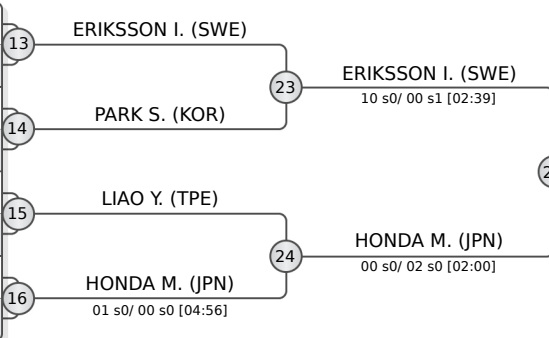 ERIKSSON I. (SWE)
13
23
ERIKSSON I. (SWE)
10 s0/ 00 s1 [02:39]
PARK S. (KOR)
14
LIAO Y. (TPE)
15
24
HONDA M. (JPN)
00 s0/ 02 s0 [02:00]
HONDA M. (JPN)
16
01 s0/ 00 s0 [04:56]